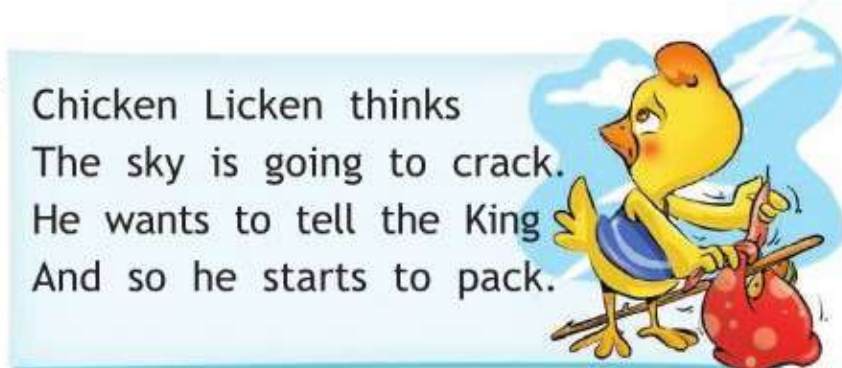 Chicken Licken thinks
The sky is going to crack.
He wants to tell the King
And so he starts to pack.